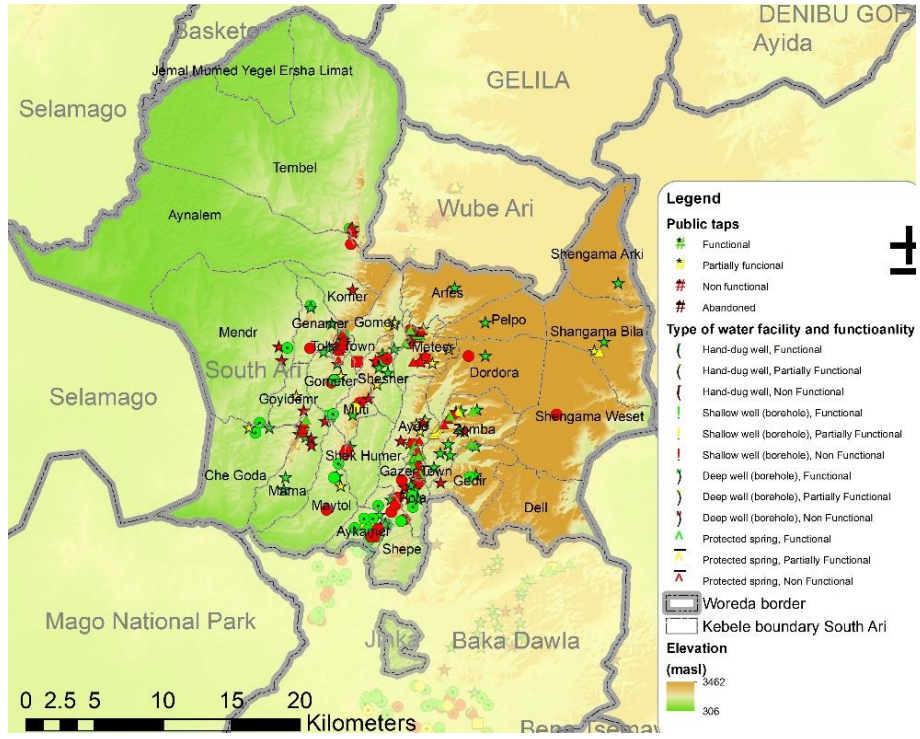 Basketo
DENIBU GOF
Ayida
Jemal Mumed Yegel Ersha Limat
GELILA
Selamago
Tembel
Wube Ari
Aynalem
Shengama Arki
Komer
Arfes
Mendr
Genamer
Gomer
Pelpo
Shangama Bila
Tolta Town
Metser
South Ari
Dordora
Selamago
Gometer
Shesher
Goyidemr
Muti
Shengama Weset
Zomba
Shak Humer
Che Goda
Gazer Town
Gedir
Mama
Maytol
Dell
Aykamer
Shepe
Mago National Park
Jinka
Baka Dawla
0 2.5 5 10 15 20
Kilometers
Legend
Public taps
Functional
Partially funcional
Non functional
Abandoned
Type of water facility and functioanlity
Hand-dug well, Functional
Hand-dug well, Partially Functional
Hand-dug well, Non Functional
Shallow well (borehole), Functional
Shallow well (borehole), Partially Functional
Shallow well (borehole), Non Functional
Deep well (borehole), Functional
Deep well (borehole), Partially Functional
Deep well (borehole), Non Functional
Protected spring, Functional
Protected spring, Partially Functional
Protected spring, Non Functional
Woreda border
Kebele boundary South Ari
Elevation
(masl)
3462
306